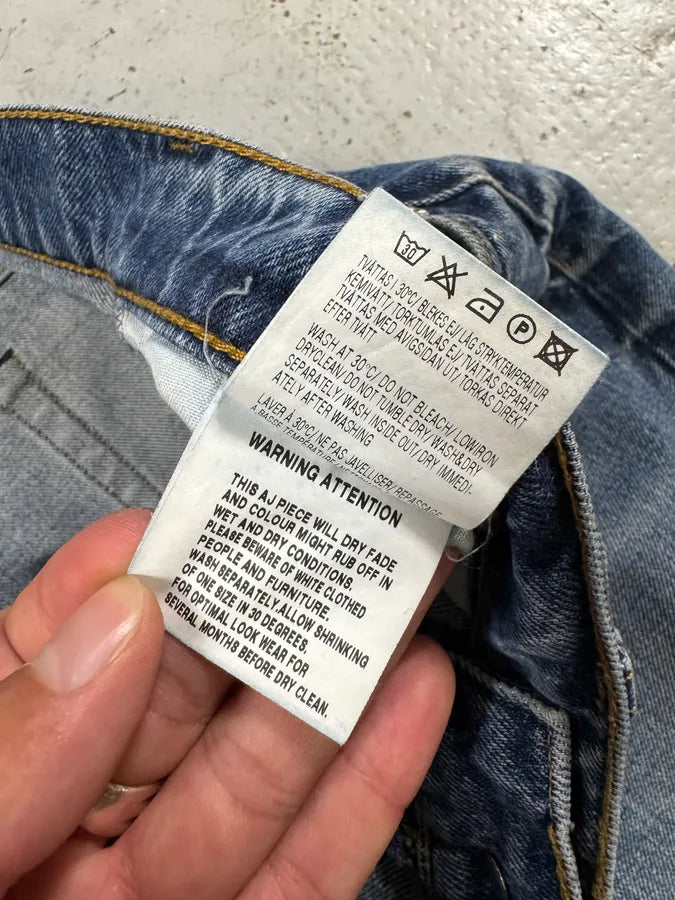 30
P
TVÄTTAS I 30°C/ BLEKES EJ/ LÅG STRYKTEMPERATUR
KEMTVÄTT/ TORKTUMLAS EJ/ TVÄTTAS SEPARAT
TVÄTTAS MED AVIGSIDAN UT/ TORKAS DIREKT
EFTER TVÄTT
WASH AT 30°C/ DO NOT BLEACH/ LOW IRON
DRYCLEAN/ DO NOT TUMBLE DRY/ WASH&DRY
SEPARATELY/ WASH INSIDE OUT/ DRY IMMEDI-
ATELY AFTER WASHING
LAVER À 30°C/ NE PAS JAVELLISER/ REPASSAGE
À BASSE TEMPERATURE/
WARNING ATTENTION
THIS AJ PIECE WILL DRY FADE
AND COLOUR MIGHT RUB OFF IN
WET AND DRY CONDITIONS.
PLEASE BEWARE OF WHITE CLOTHED
PEOPLE AND FURNITURE.
WASH SEPARATELY.ALLOW SHRINKING
OF ONE SIZE IN 30 DEGREES.
FOR OPTIMAL LOOK WEAR FOR
SEVERAL MONTHS BEFORE DRY CLEAN.